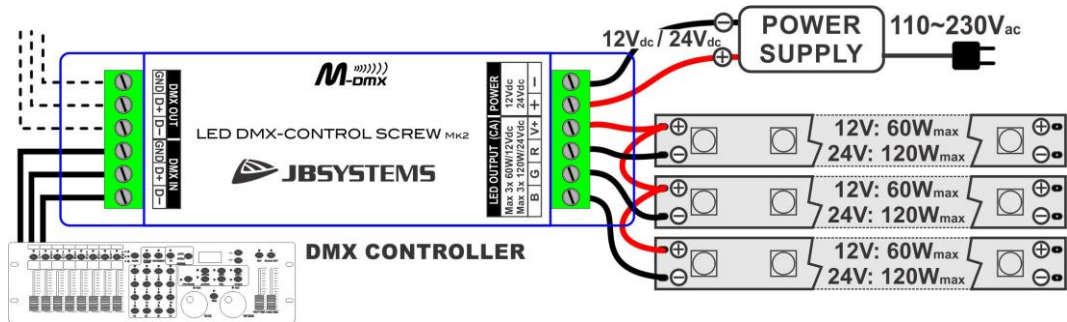 12Vdc / 24Vdc
POWER
SUPPLY
110~230Vac
M-DMX
LED DMX-CONTROL SCREW Mk2
JBSYSTEMS
DMX OUT
GND
D+
D–
DMX IN
GND
D+
D–
POWER
12Vdc
24Vdc
–
+
LED OUTPUT (CA)
Max 3x 60W/12Vdc
Max 3x 120W/24Vdc
V+
R
G
B
12V: 60Wmax
24V: 120Wmax
12V: 60Wmax
24V: 120Wmax
12V: 60Wmax
24V: 120Wmax
DMX CONTROLLER